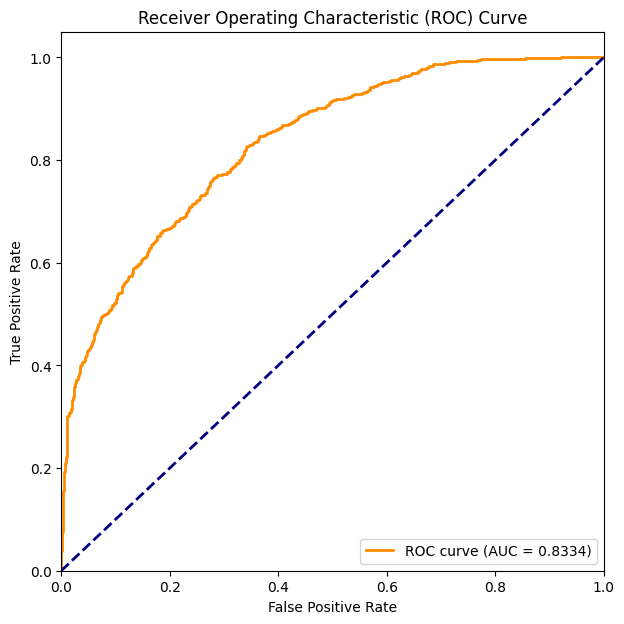 Receiver Operating Characteristic (ROC) Curve
1.0
0.8
0.6
0.4
0.2
0.0
True Positive Rate
ROC curve (AUC = 0.8334)
0.0 0.2 0.4 0.6 0.8 1.0
False Positive Rate